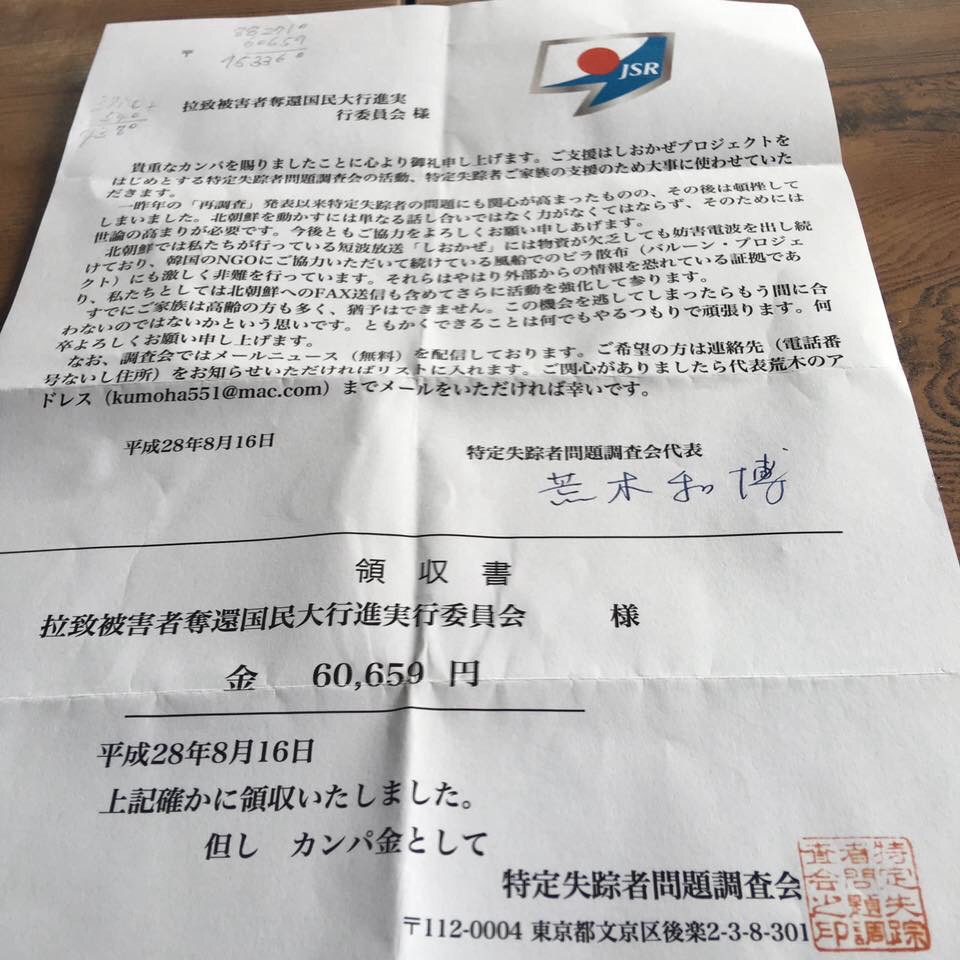 〒
JSR
拉致被害者奪還国民大行進実
行委員会 様
貴重なカンパを賜りましたことに心より御礼申し上げます。ご支援はしおかぜプロジェクトを
はじめとする特定失踪者問題調査会の活動、特定失踪者ご家族の支援のため大事に使わせていた
だきます。
一昨年の「再調査」発表以来特定失踪者の問題にも関心が高まったものの、その後は頓挫して
しまいました。北朝鮮を動かすには単なる話し合いではなく力がなくてはならず、そのためには
世論の高まりが必要です。今後ともご協力をよろしくお願い申しあげます。
北朝鮮では私たちが行っている短波放送「しおかぜ」には物資が欠乏しても妨害電波を出し続
けており、韓国のNGOにご協力いただいて続けている風船でのビラ散布（バルーン・プロジェ
クト）にも激しく非難を行っています。それらはやはり外部からの情報を恐れている証拠であ
り、私たちとしては北朝鮮へのFAX送信も含めてさらに活動を強化して参ります。
すでにご家族は高齢の方も多く、猶予はできません。この機会を逃してしまったらもう間に合
わないのではないかという思いです。ともかくできることは何でもやるつもりで頑張ります。何
卒よろしくお願い申し上げます。
なお、調査会ではメールニュース（無料）を配信しております。ご希望の方は連絡先（電話番
号ないし住所）をお知らせいただければリストに入れます。ご関心がありましたら代表荒木のア
ドレス（kumoha551@mac.com）までメールをいただければ幸いです。
平成28年8月16日
特定失踪者問題調査会代表
荒木和博
領 収 書
拉致被害者奪還国民大行進実行委員会 様
金 60,659 円
平成28年8月16日
上記確かに領収いたしました。
但し カンパ金として
特定失踪者問題調査会
〒112-0004 東京都文京区後楽2-3-8-301
特定失踪
者問題調
査会之印